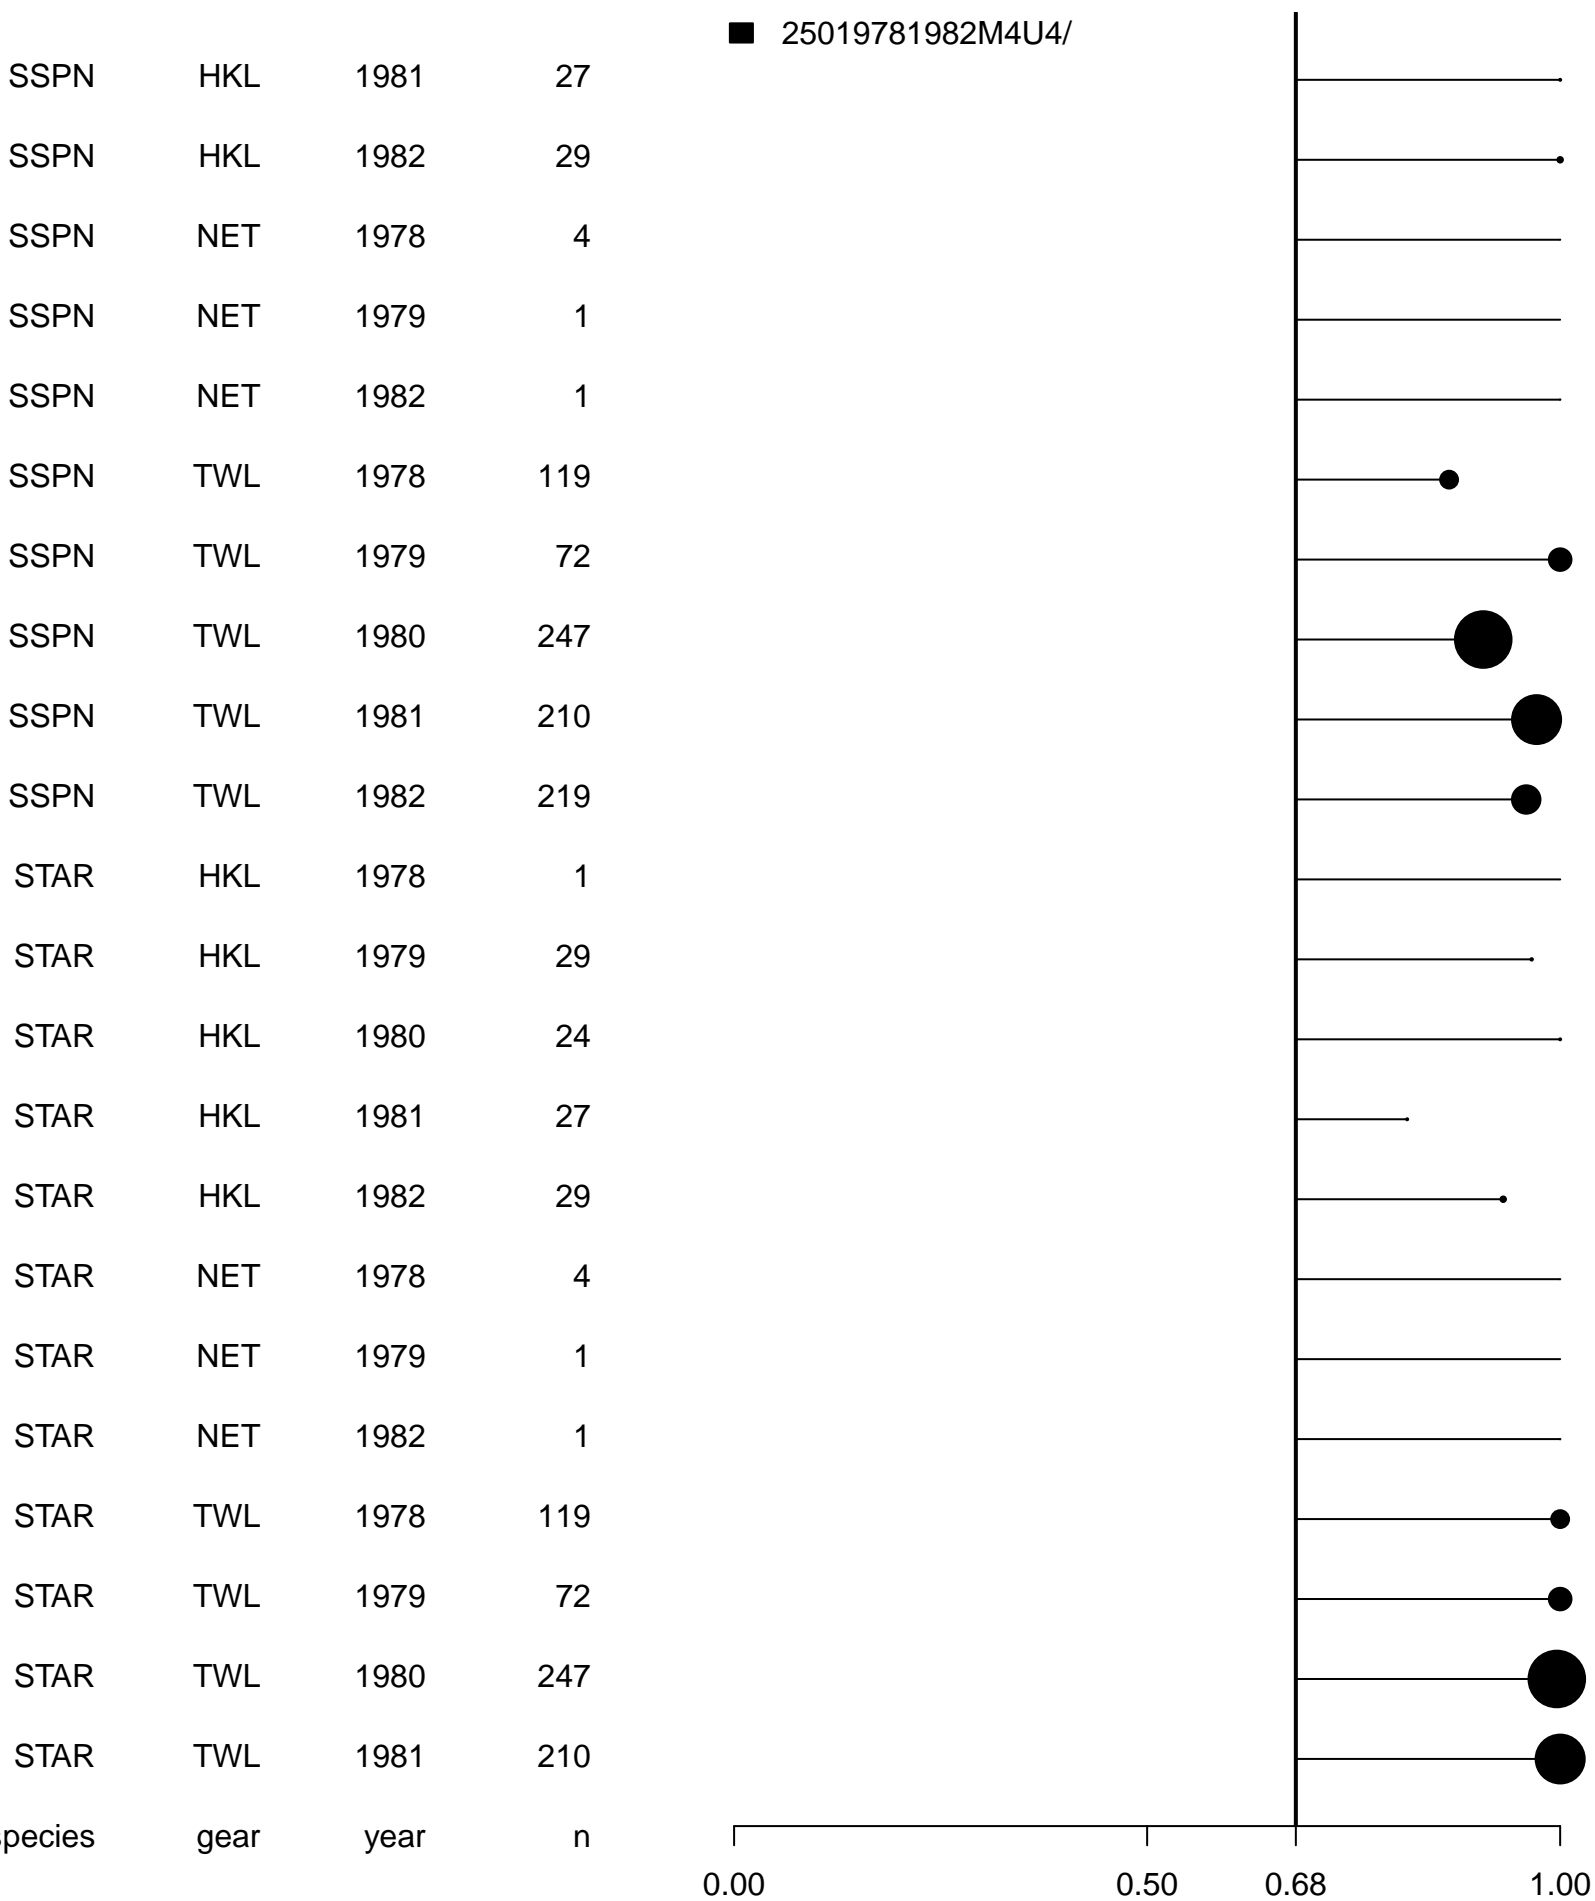 25019781982M4U4/
SSPN HKL 1981 27
SSPN HKL 1982 29
SSPN NET 1978 4
SSPN NET 1979 1
SSPN NET 1982 1
SSPN TWL 1978 119
SSPN TWL 1979 72
SSPN TWL 1980 247
SSPN TWL 1981 210
SSPN TWL 1982 219
STAR HKL 1978 1
STAR HKL 1979 29
STAR HKL 1980 24
STAR HKL 1981 27
STAR HKL 1982 29
STAR NET 1978 4
STAR NET 1979 1
STAR NET 1982 1
STAR TWL 1978 119
STAR TWL 1979 72
STAR TWL 1980 247
STAR TWL 1981 210
species gear year n
0.00 0.50 0.68 1.00